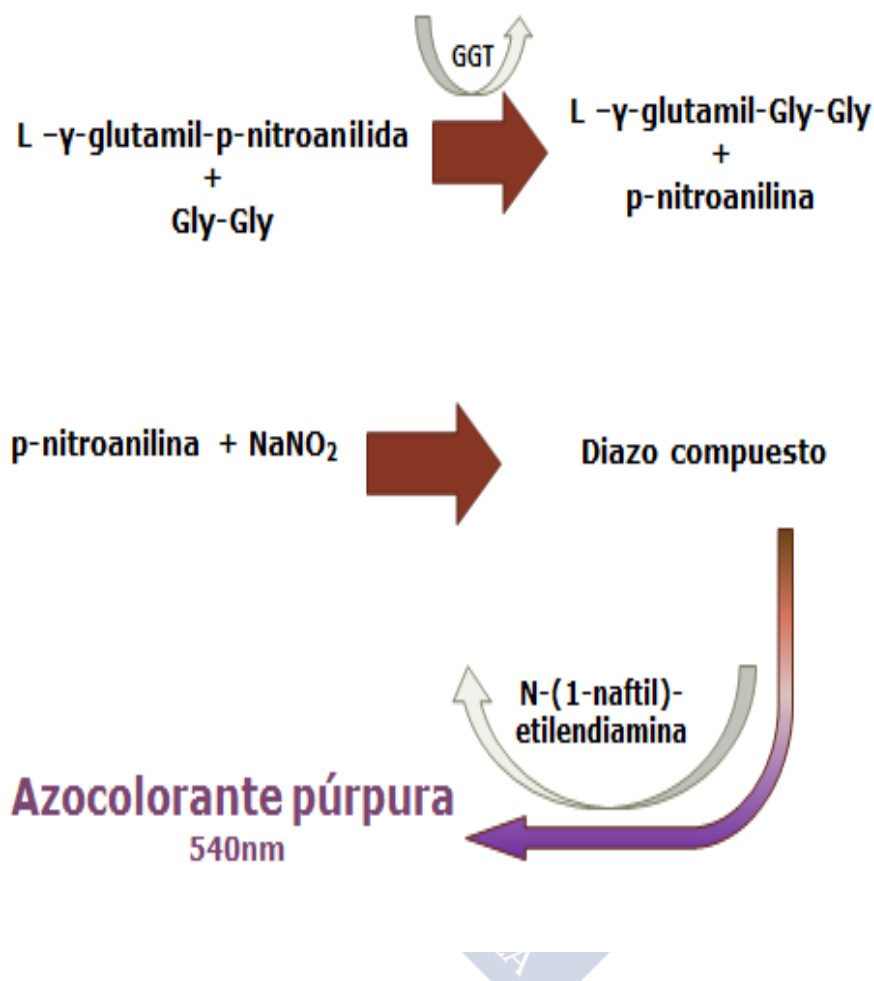 GGT
L –γ-glutamil-p-nitroanilida
+
Gly-Gly
L –γ-glutamil-Gly-Gly
+
p-nitroanilina
p-nitroanilina + NaNO₂
Diazo compuesto
N-(1-naftil)-
etilendiamina
Azocolorante púrpura
540nm